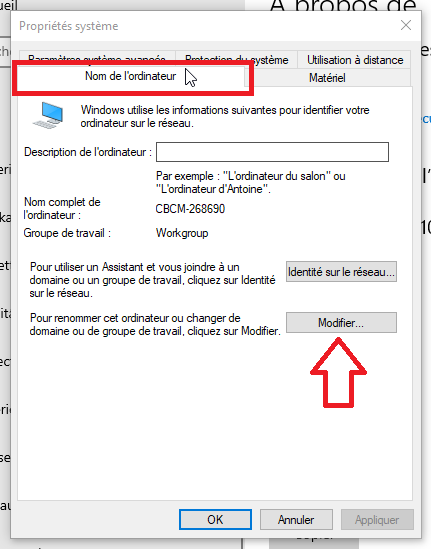 À propos de
Propriétés système
Paramètres système avancés
Protection du système
Utilisation à distance
Nom de l'ordinateur
Matériel
Windows utilise les informations suivantes pour identifier votre
ordinateur sur le réseau.
Description de l'ordinateur :
Par exemple : "L'ordinateur du salon" ou
"L'ordinateur d'Antoine".
Nom complet de
l'ordinateur :
CBCM-268690
Groupe de travail :
Workgroup
Pour utiliser un Assistant et vous joindre à un
domaine ou un groupe de travail, cliquez sur Identité
sur le réseau.
Identité sur le réseau...
Pour renommer cet ordinateur ou changer de
domaine ou de groupe de travail, cliquez sur Modifier.
Modifier...
OK
Annuler
Appliquer